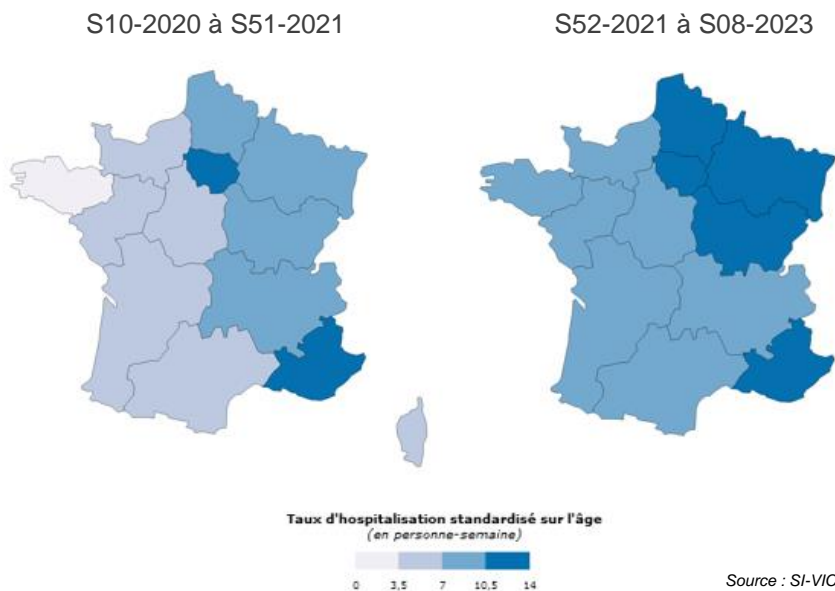 S10-2020 à S51-2021
S52-2021 à S08-2023
Taux d'hospitalisation standardisé sur l'âge
(en personne-semaine)
0 3,5 7 10,5 14
Source : SI-VIC